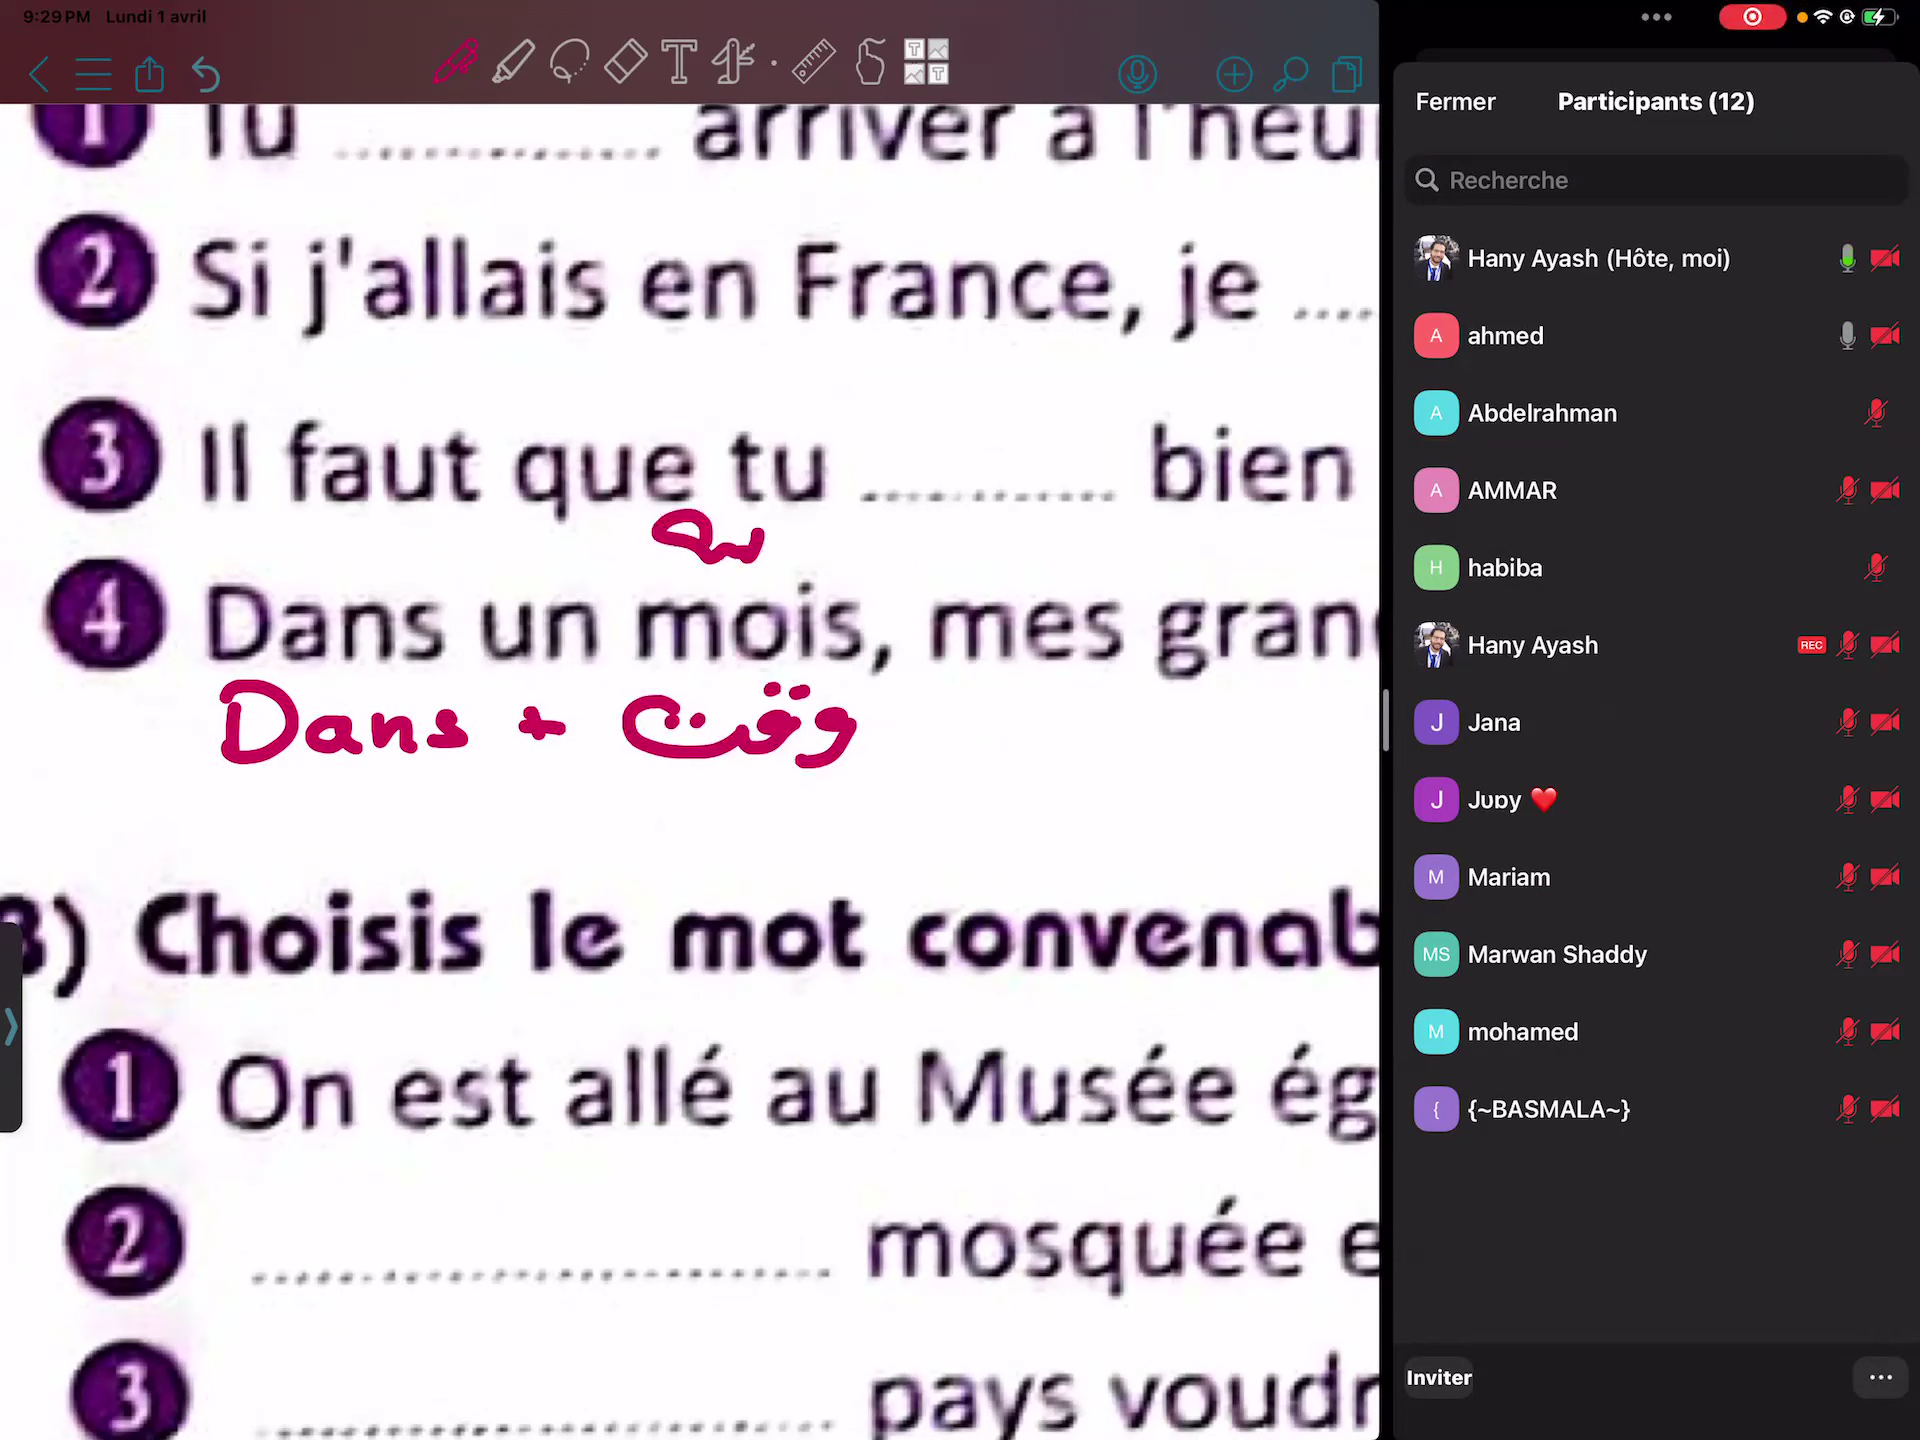 9:29 PM Lundi 1 avril
1 Tu .............. arriver à l'heu
2 Si j'allais en France, je ....
3 Il faut que tu ............ bien
شهر
4 Dans un mois, mes gran
Dans + وقت
B) Choisis le mot convenab
1 On est allé au Musée ég
2 .......................... mosquée e
3 .......................... pays voudr
Fermer Participants (12)
Recherche
Hany Ayash (Hôte, moi)
A ahmed
A Abdelrahman
A AMMAR
H habiba
Hany Ayash REC
J Jana
J Jupy ❤️
M Mariam
MS Marwan Shaddy
M mohamed
{ {~BASMALA~}
Inviter